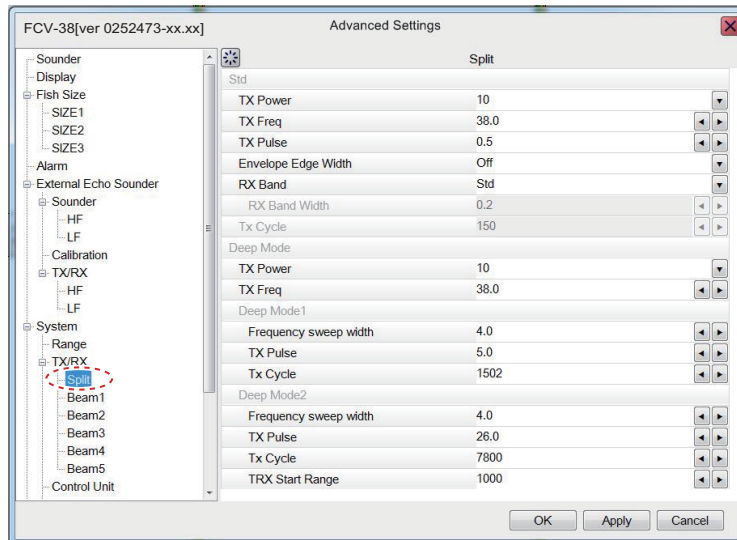 FCV-38[ver 0252473-xx.xx]
Advanced Settings
Sounder
Display
Fish Size
SIZE1
SIZE2
SIZE3
Alarm
External Echo Sounder
Sounder
HF
LF
Calibration
TX/RX
HF
LF
System
Range
TX/RX
Split
Beam1
Beam2
Beam3
Beam4
Beam5
Control Unit
Split
Std
TX Power 10
TX Freq 38.0
TX Pulse 0.5
Envelope Edge Width Off
RX Band Std
RX Band Width 0.2
Tx Cycle 150
Deep Mode
TX Power 10
TX Freq 38.0
Deep Mode1
Frequency sweep width 4.0
TX Pulse 5.0
Tx Cycle 1502
Deep Mode2
Frequency sweep width 4.0
TX Pulse 26.0
Tx Cycle 7800
TRX Start Range 1000
OK Apply Cancel